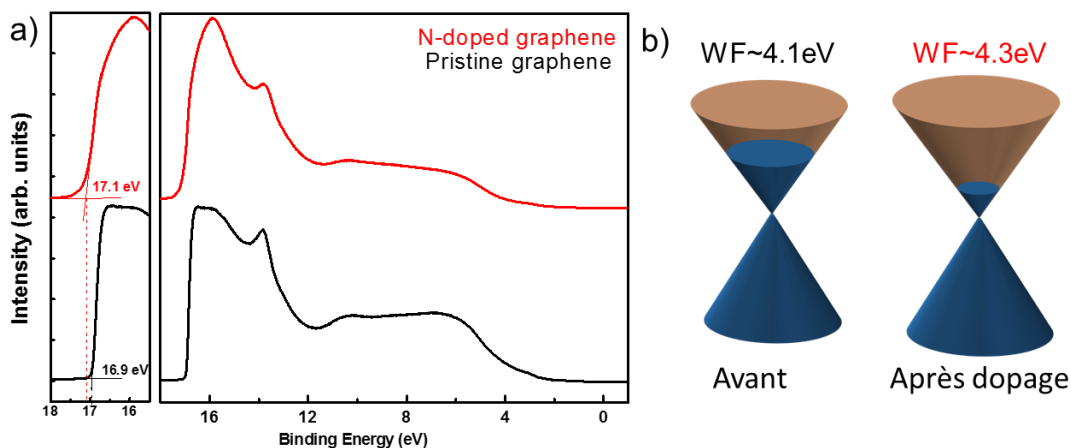 a)
N-doped graphene
Pristine graphene
Intensity (arb. units)
17.1 eV
16.9 eV
18 17 16
16 12 8 4 0
Binding Energy (eV)
b)
WF~4.1eV WF~4.3eV
Avant Après dopage